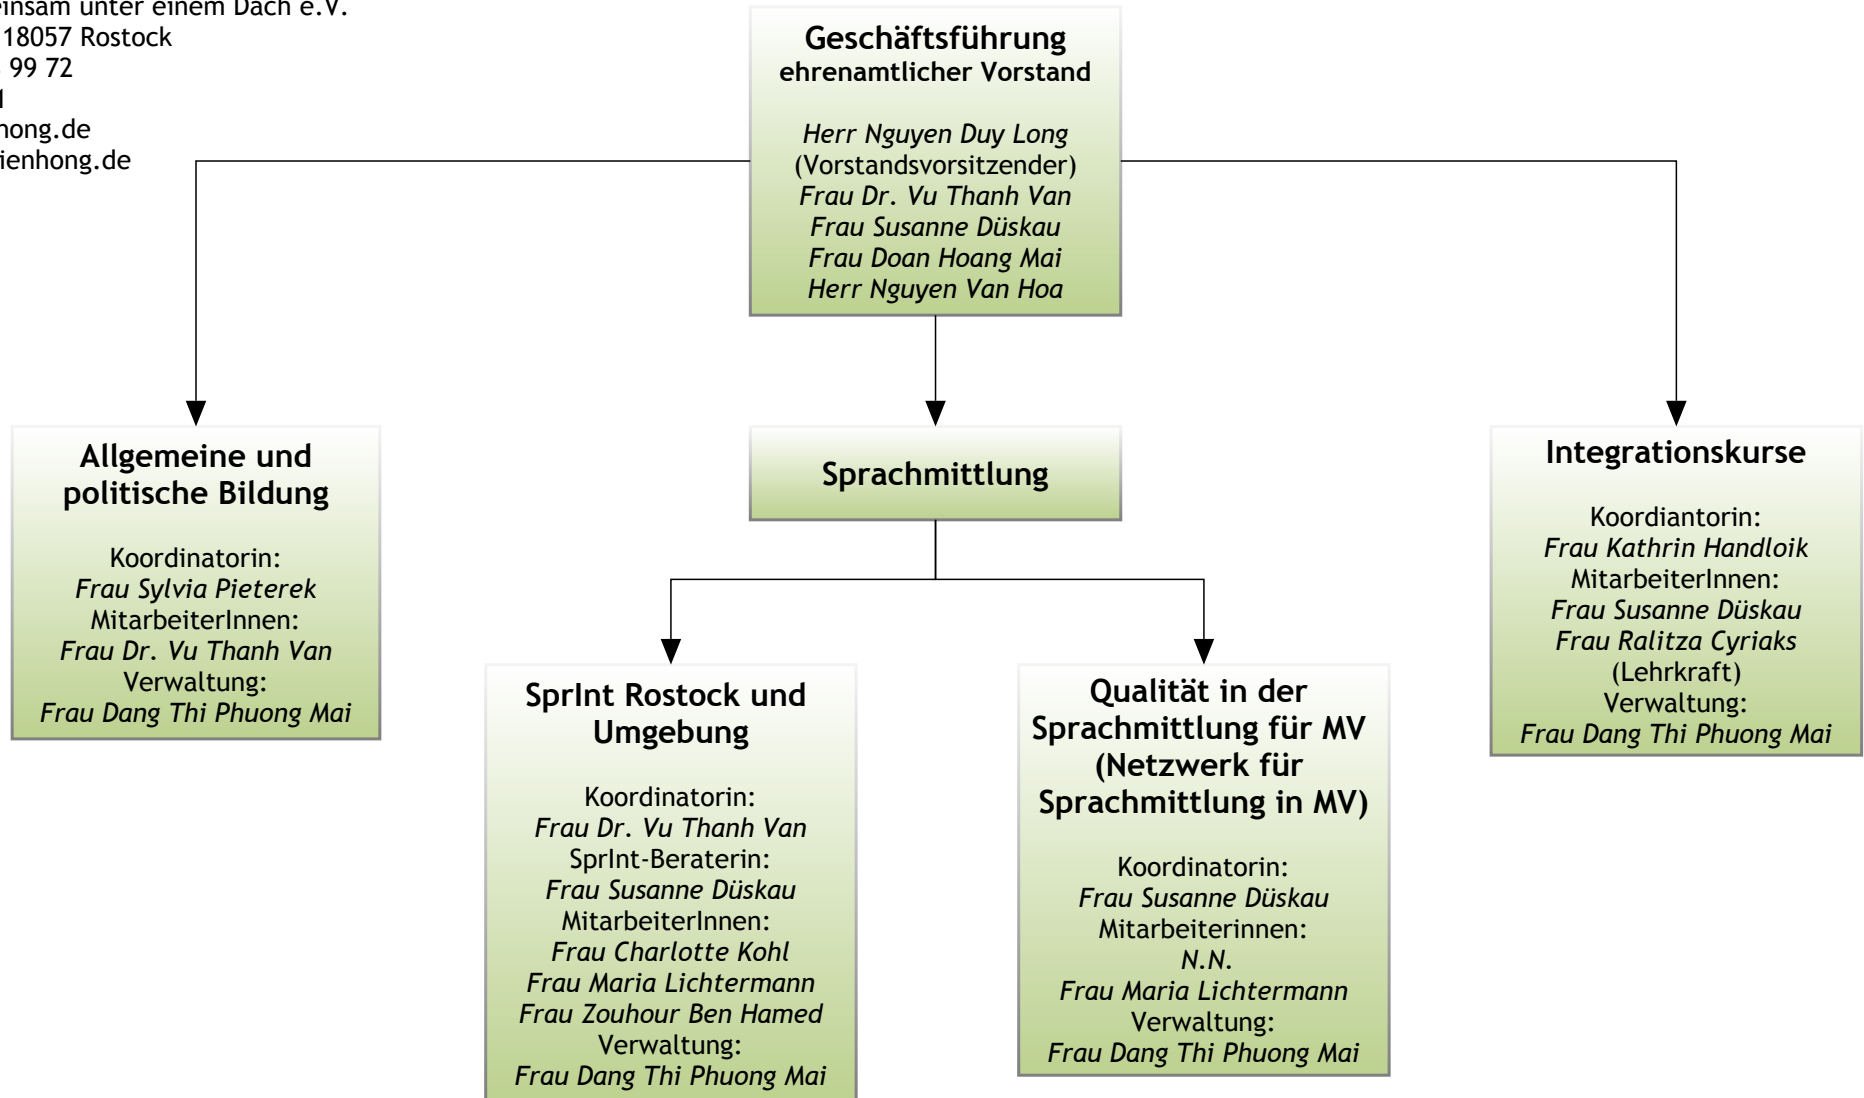 unter einem Dach e.V.
18057 Rostock
99 72
Geschäftsführung
ehrenamtlicher Vorstand
Herr Nguyen Duy Long
(Vorstandsvorsitzender)
Frau Dr. Vu Thanh Van
Frau Susanne Düskau
Frau Doan Hoang Mai
Herr Nguyen Van Hoa
Allgemeine und
politische Bildung
Koordinatorin:
Frau Sylvia Pieterek
MitarbeiterInnen:
Frau Dr. Vu Thanh Van
Verwaltung:
Frau Dang Thi Phuong Mai
Sprachmittlung
SprInt Rostock und
Umgebung
Koordinatorin:
Frau Dr. Vu Thanh Van
SprInt-Beraterin:
Frau Susanne Düskau
MitarbeiterInnen:
Frau Charlotte Kohl
Frau Maria Lichtermann
Frau Zouhour Ben Hamed
Verwaltung:
Frau Dang Thi Phuong Mai
Qualität in der
Sprachmittlung für MV
(Netzwerk für
Sprachmittlung in MV)
Koordinatorin:
Frau Susanne Düskau
Mitarbeiterinnen:
N.N.
Frau Maria Lichtermann
Verwaltung:
Frau Dang Thi Phuong Mai
Integrationskurse
Koordiantorin:
Frau Kathrin Handloik
MitarbeiterInnen:
Frau Susanne Düskau
Frau Ralitza Cyriaks
(Lehrkraft)
Verwaltung:
Frau Dang Thi Phuong Mai